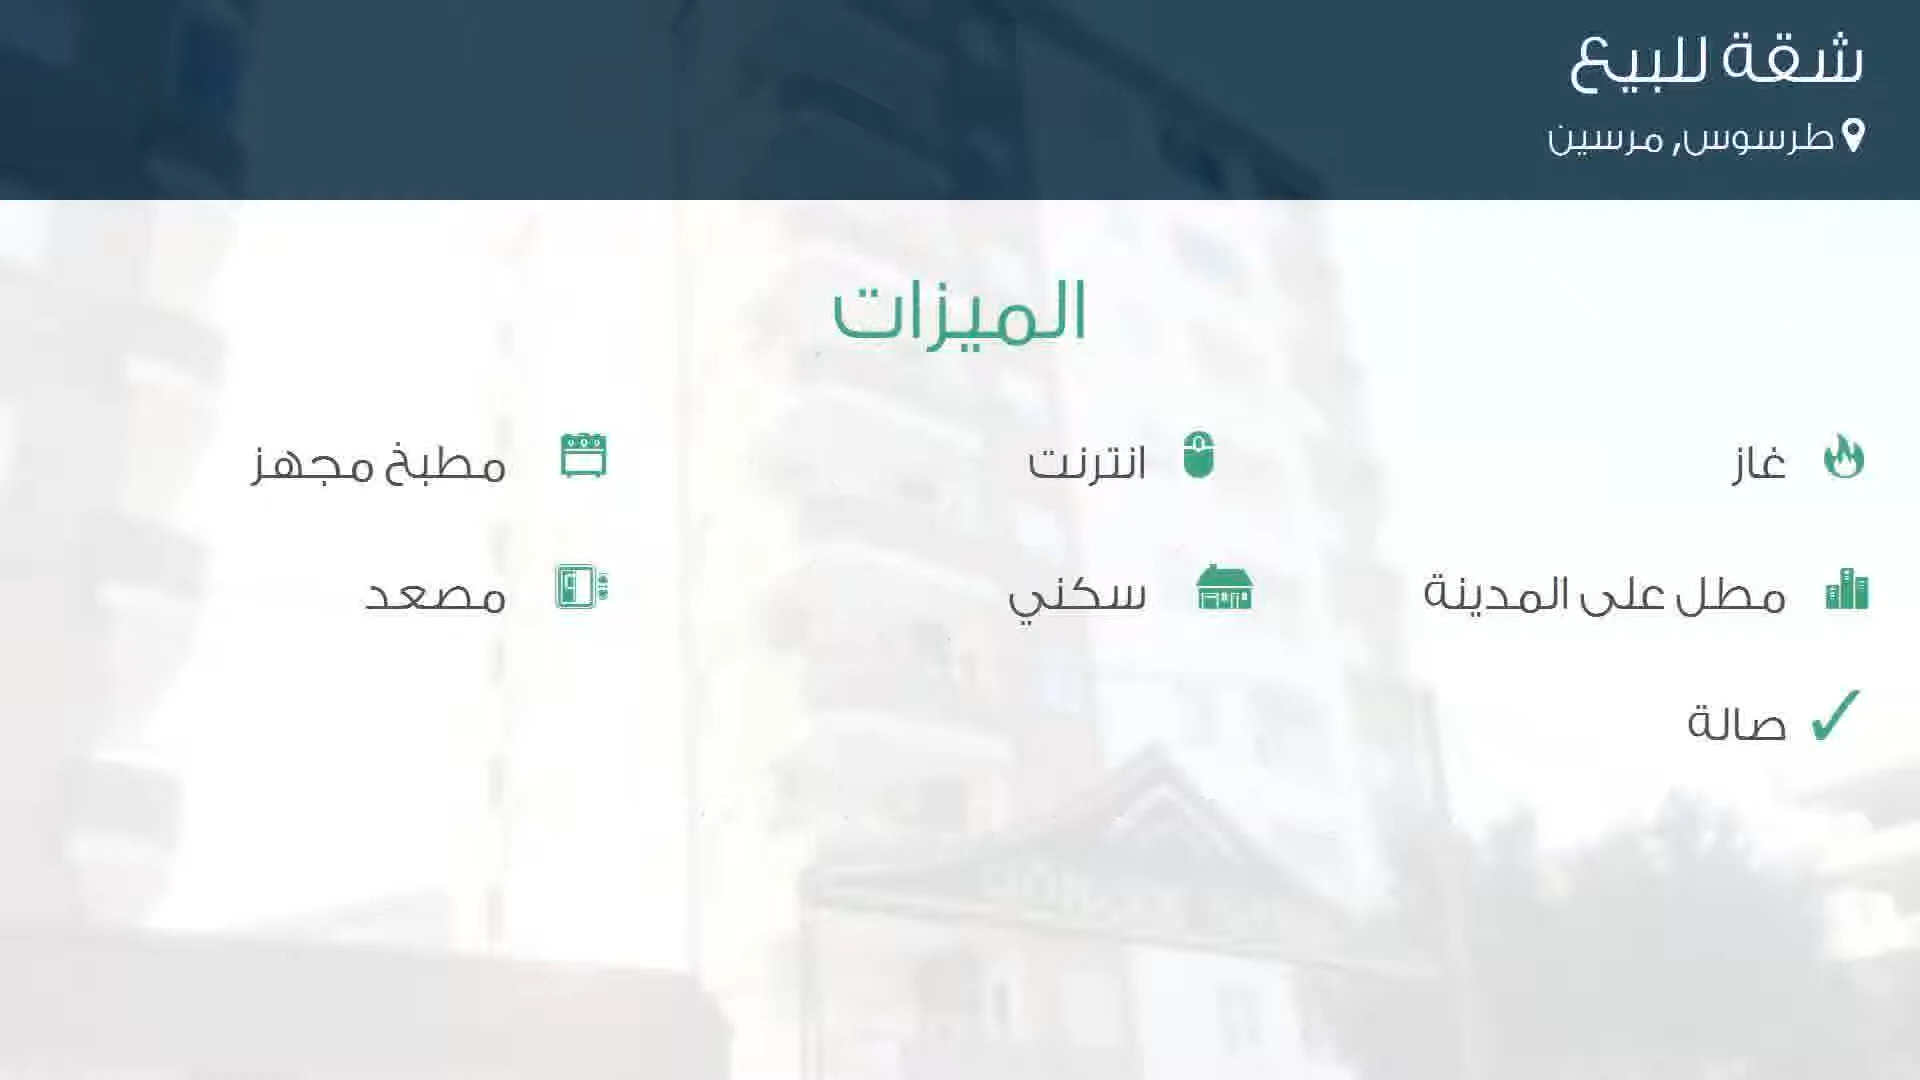 شقة للبيع
طرسوس, مرسين
الميزات
غاز
انترنت
مطبخ مجهز
مطل على المدينة
سكني
مصعد
صالة